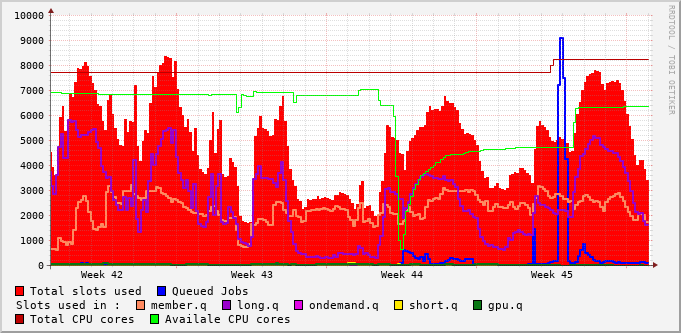 10000
9000
8000
7000
6000
5000
4000
3000
2000
1000
0
Week 42 Week 43 Week 44 Week 45
Total slots used Queued Jobs
Slots used in : member.q long.q ondemand.q short.q gpu.q
Total CPU cores Availale CPU cores
RRDTOOL / TOBI OETIKER